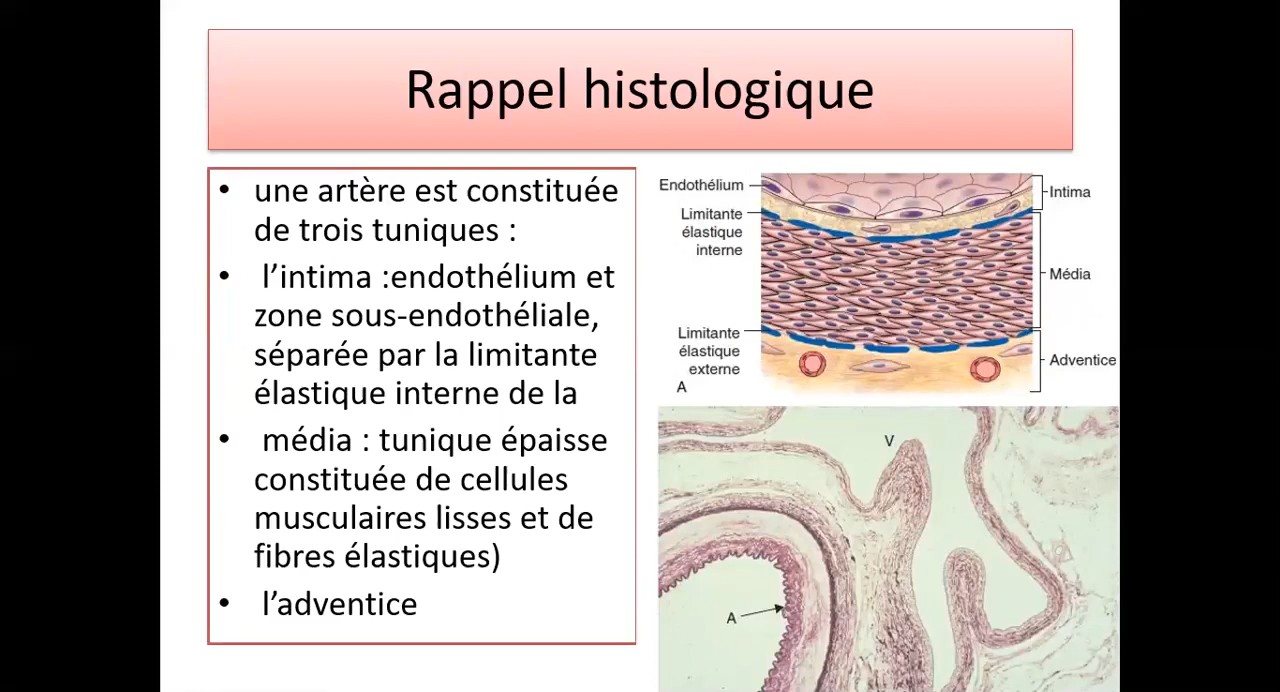 Rappel histologique
• une artère est constituée
de trois tuniques :
• l’intima :endothélium et
zone sous-endothéliale,
séparée par la limitante
élastique interne de la
• média : tunique épaisse
constituée de cellules
musculaires lisses et de
fibres élastiques)
• l’adventice
Endothélium
Limitante
élastique
interne
Limitante
élastique
externe
A
Intima
Média
Adventice
V
A